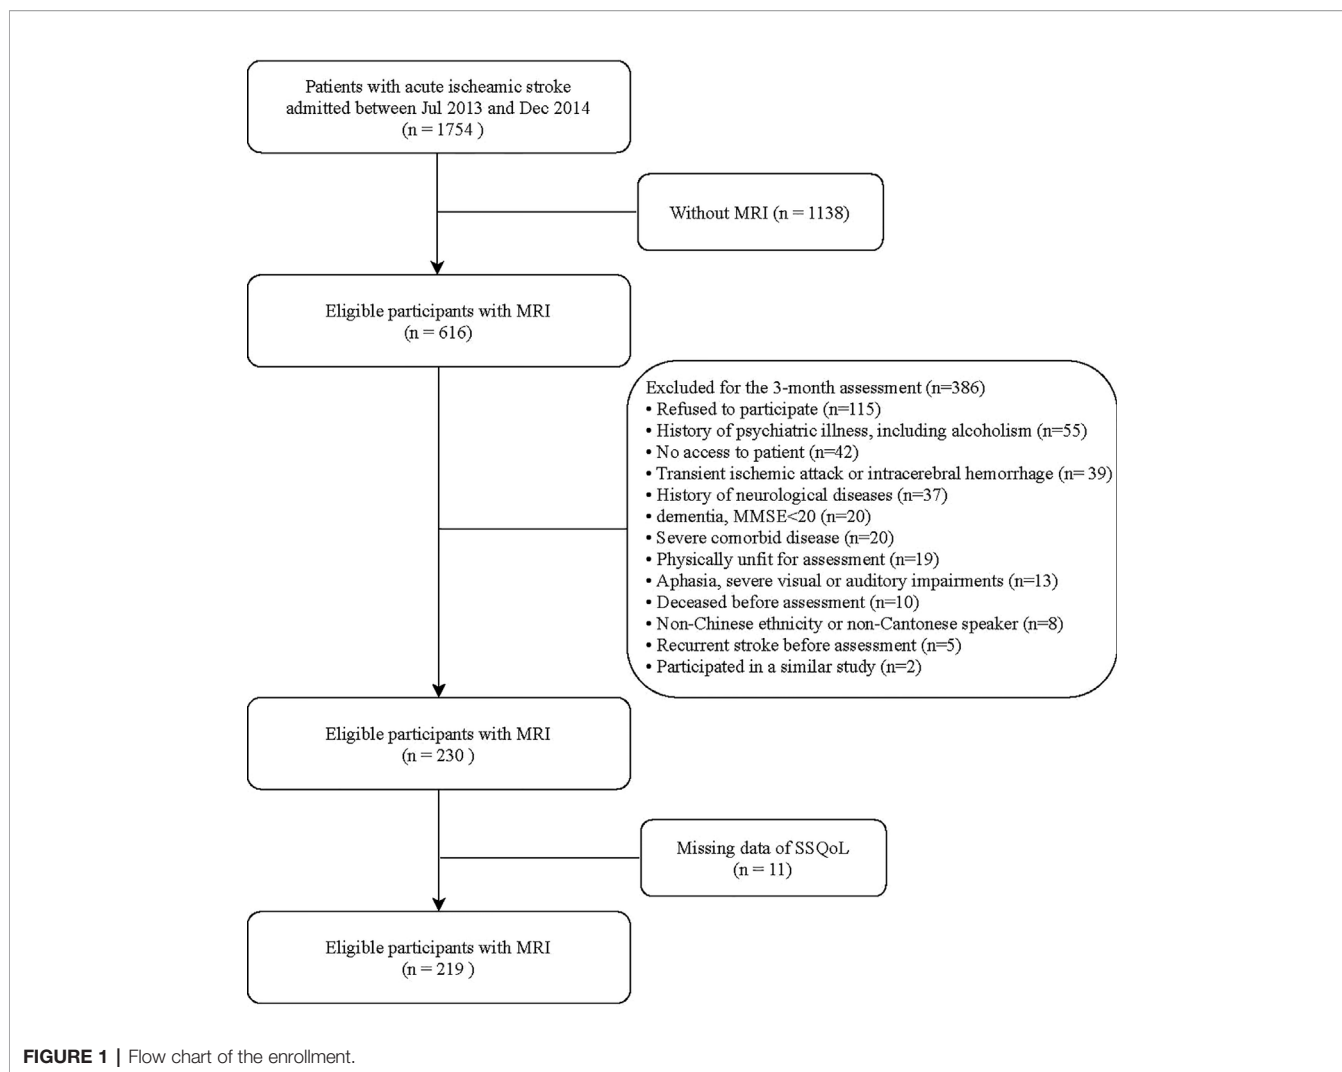 Patients with acute ischeamic stroke
admitted between Jul 2013 and Dec 2014
(n = 1754 )
Without MRI (n = 1138)
Eligible participants with MRI
(n = 616)
Excluded for the 3-month assessment (n=386)
• Refused to participate (n=115)
• History of psychiatric illness, including alcoholism (n=55)
• No access to patient (n=42)
• Transient ischemic attack or intracerebral hemorrhage (n= 39)
• History of neurological diseases (n=37)
• dementia, MMSE<20 (n=20)
• Severe comorbid disease (n=20)
• Physically unfit for assessment (n=19)
• Aphasia, severe visual or auditory impairments (n=13)
• Deceased before assessment (n=10)
• Non-Chinese ethnicity or non-Cantonese speaker (n=8)
• Recurrent stroke before assessment (n=5)
• Participated in a similar study (n=2)
Eligible participants with MRI
(n = 230 )
Missing data of SSQoL
(n = 11)
Eligible participants with MRI
(n = 219 )
FIGURE 1 | Flow chart of the enrollment.